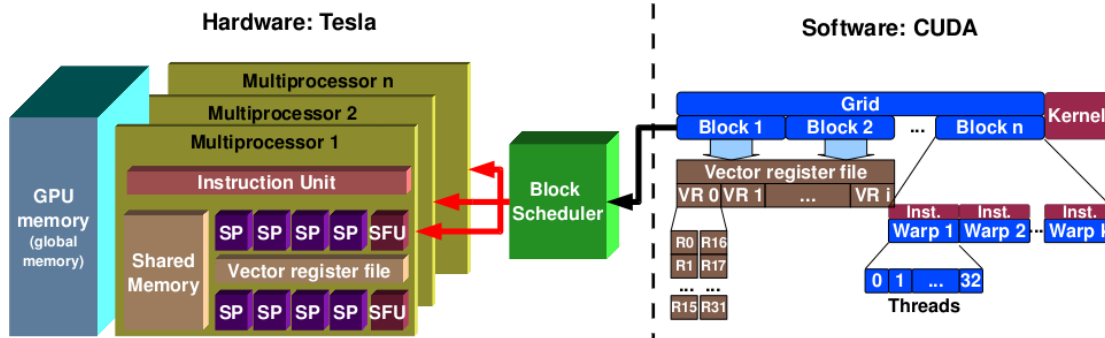 Hardware: Tesla
Multiprocessor n
Multiprocessor 2
Multiprocessor 1
Instruction Unit
GPU
memory
(global
memory)
Shared
Memory
SP SP SP SP SFU
Vector register file
SP SP SP SP SFU
Block
Scheduler
Software: CUDA
Grid
Kernel
Block 1 Block 2 ... Block n
Vector register file
VR 0 VR 1 ... VR i
R0 R16
R1 R17
... ...
R15 R31
Inst. Inst. Inst.
Warp 1 Warp 2 ... Warp k
0 1 ... 32
Threads